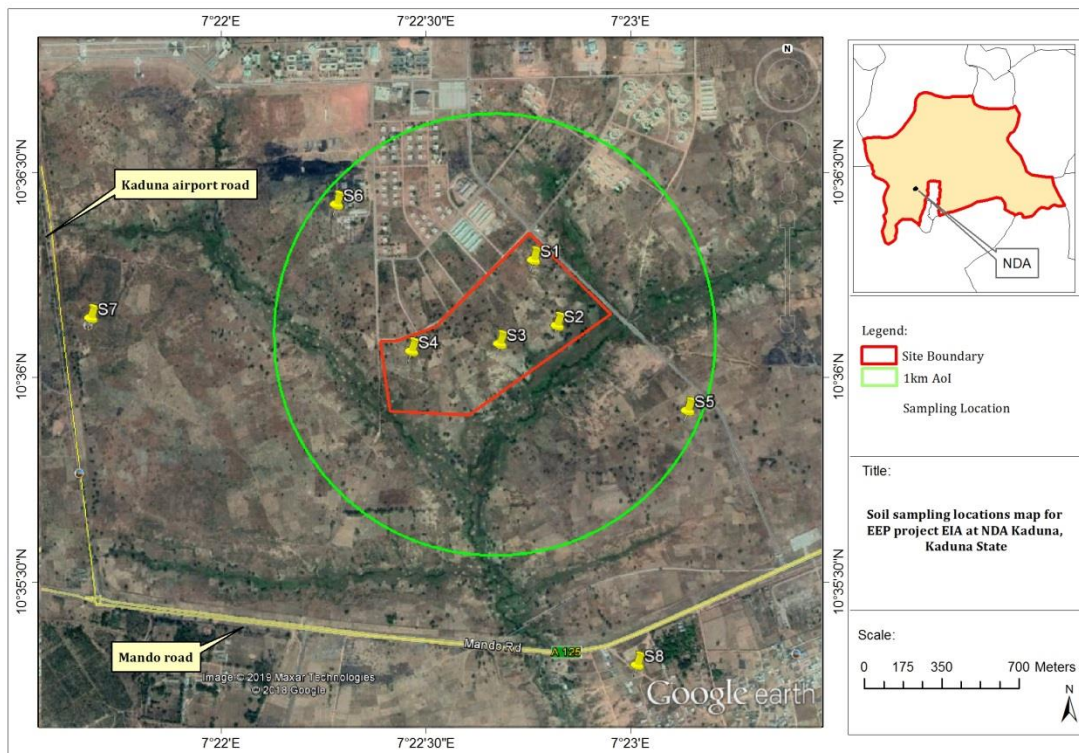 7°22'E
7°22'30"E
7°23'E
10°36'30"N
10°36'N
10°35'30"N
Kaduna airport road
S6
S1
S7
S2
S3
S4
S5
Mando road
Mando Rd
A 125
S8
Image © 2019 Maxar Technologies
© 2018 Google
Google earth
N
7°22'E
7°22'30"E
7°23'E
10°36'30"N
10°36'N
10°35'30"N
NDA
Legend:
Site Boundary
1km AoI
Sampling Location
Title:
Soil sampling locations map for
EEP project EIA at NDA Kaduna,
Kaduna State
Scale:
0 175 350 700 Meters
N